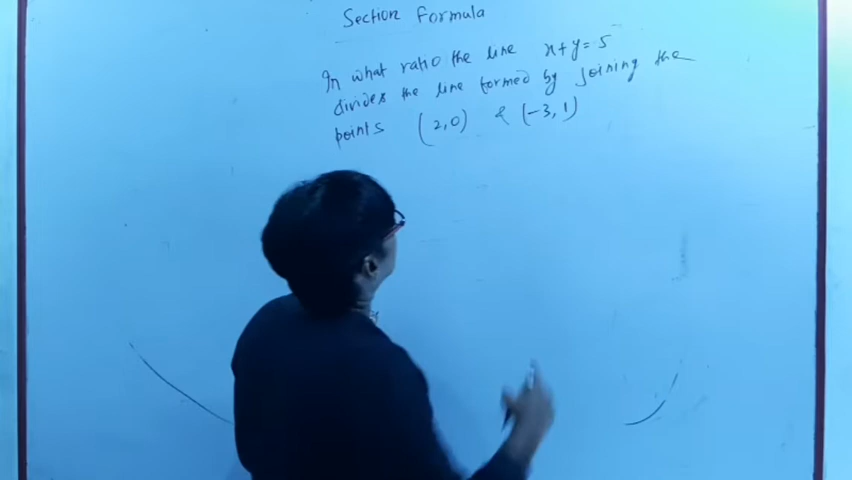 Section Formula
In what ratio the line x+y=5
divides the line formed by Joining the
points (2,0) & (-3,1)